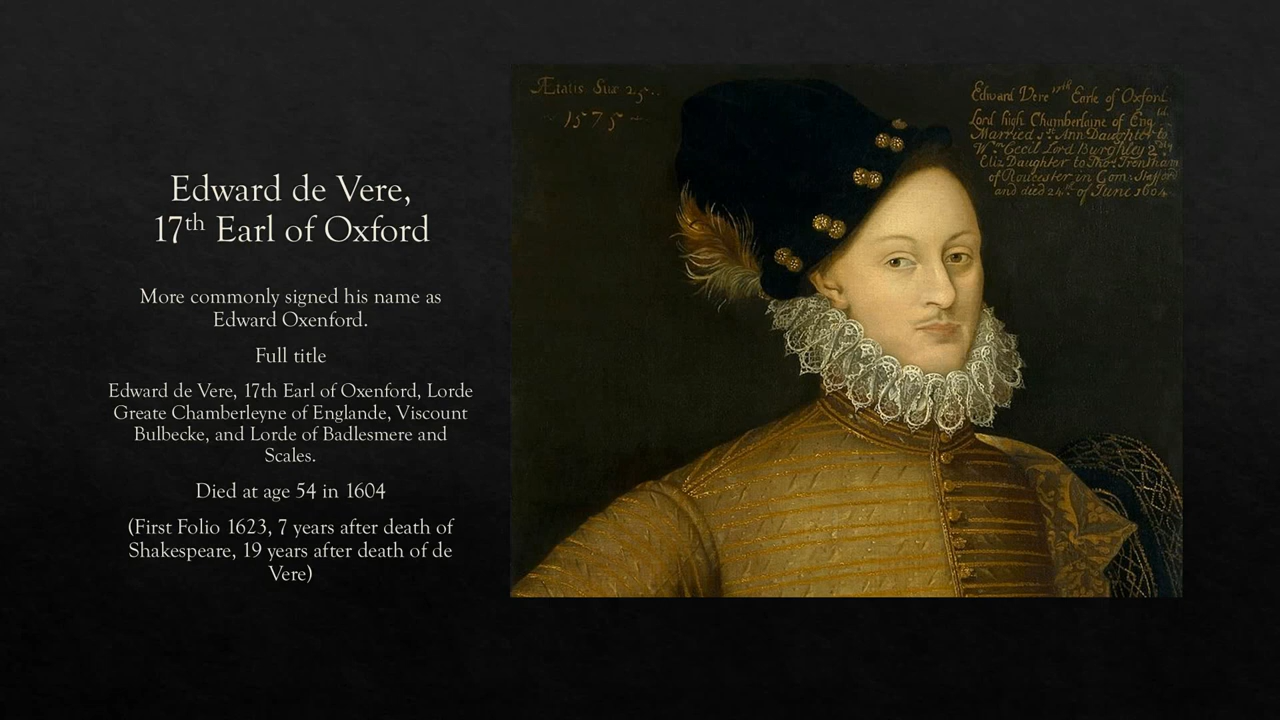 Edward de Vere,
17th Earl of Oxford
More commonly signed his name as
Edward Oxenford.
Full title
Edward de Vere, 17th Earl of Oxenford, Lorde
Greate Chamberleyne of Englande, Viscount
Bulbecke, and Lorde of Badlesmere and
Scales.
Died at age 54 in 1604
(First Folio 1623, 7 years after death of
Shakespeare, 19 years after death of de
Vere)
Ætatis Suæ 25
1575
Edward Vere 17th Earle of Oxford
Lord high Chamberlaine of Eng
Married 1st Ann Daughter to
Wm Cecil Lord Burghley 2dly
Eliz Daughter to Thos Trentham
of Roucester in Com: Stafford
and died 24th of June 1604